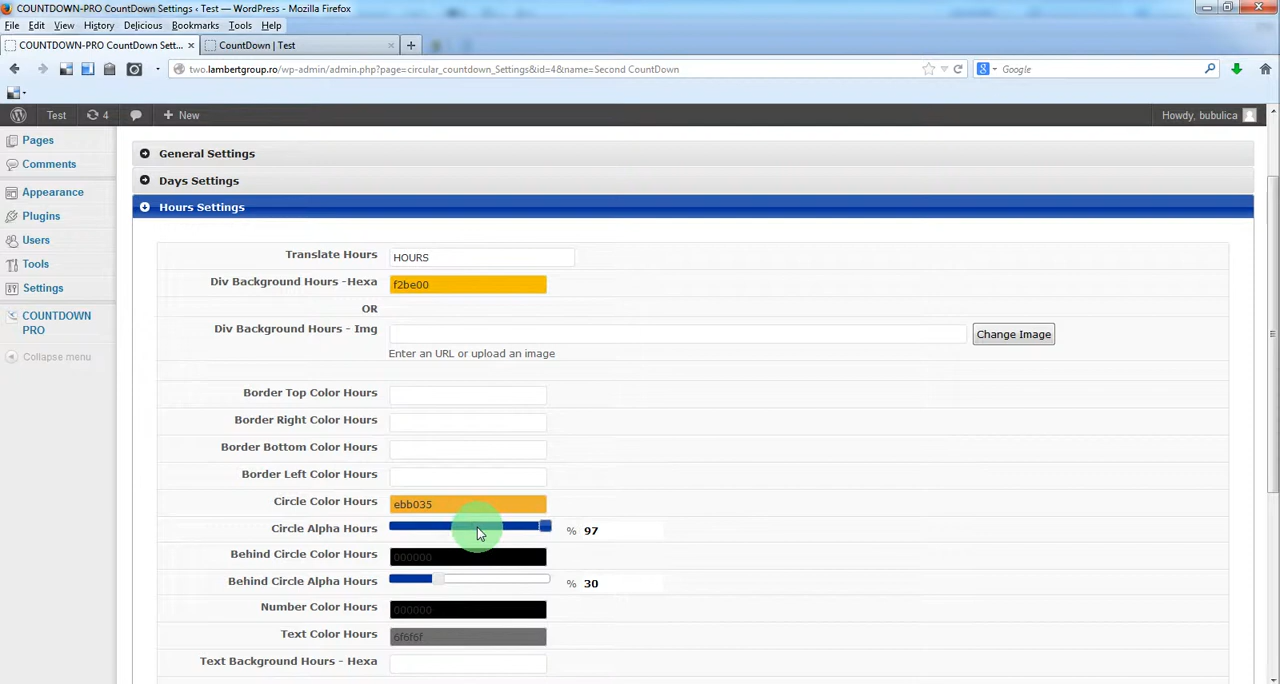 COUNTDOWN-PRO CountDown Settings ‹ Test — WordPress - Mozilla Firefox
File Edit View History Delicious Bookmarks Tools Help
COUNTDOWN-PRO CountDown Sett... × CountDown | Test × +
two.lambertgroup.ro/wp-admin/admin.php?page=circular_countdown_Settings&id=4&name=Second CountDown Google
Test 4 + New Howdy, bubulica
Pages
Comments
Appearance
Plugins
Users
Tools
Settings
COUNTDOWN
PRO
Collapse menu
General Settings
Days Settings
Hours Settings
Translate Hours HOURS
Div Background Hours -Hexa f2be00
OR
Div Background Hours - Img Change Image
Enter an URL or upload an image
Border Top Color Hours
Border Right Color Hours
Border Bottom Color Hours
Border Left Color Hours
Circle Color Hours ebb035
Circle Alpha Hours % 97
Behind Circle Color Hours 000000
Behind Circle Alpha Hours % 30
Number Color Hours 000000
Text Color Hours 6f6f6f
Text Background Hours - Hexa